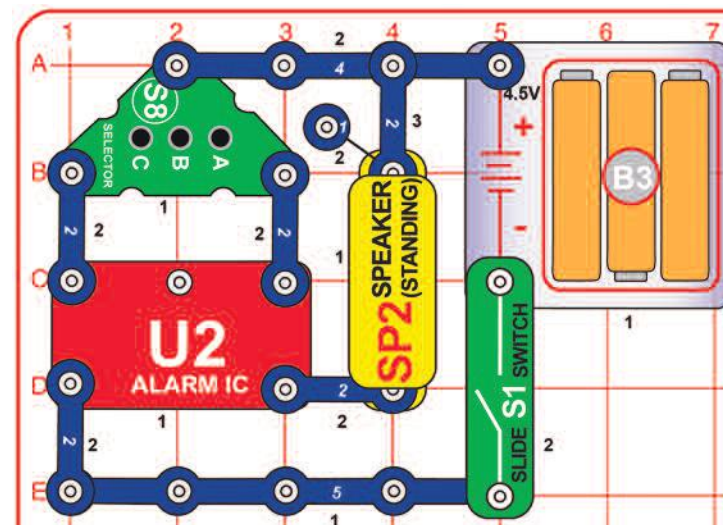 1 2 3 4 5 6 7
2
A 4
S8
4.5V
SELECTOR
C B A
1
2 3
+
2
B
B3
1
2 2 2 2
1
-
SPEAKER
(STANDING)
SP2
C
U2
ALARM IC
1
SLIDE S1 SWITCH
D
2
1 2
2 2
2
E 5
1